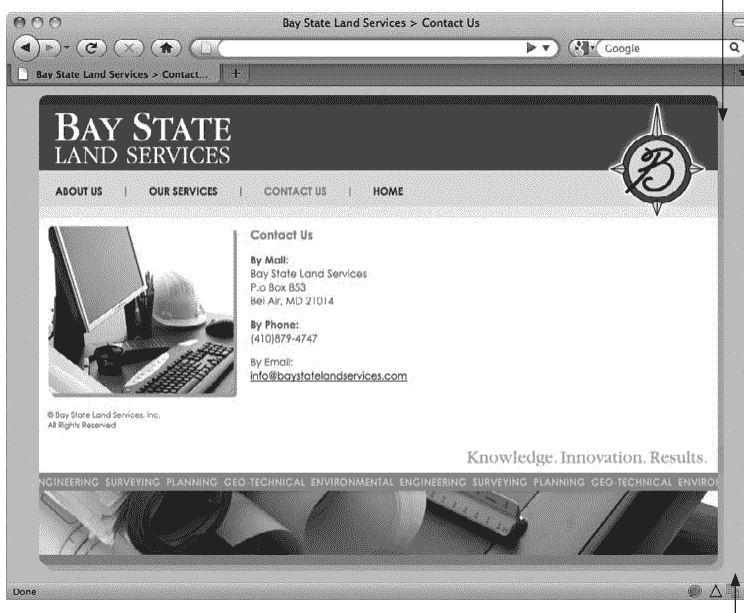 Bay State Land Services > Contact Us
Google
Bay State Land Services > Contact...
BAY STATE
LAND SERVICES
B
ABOUT US | OUR SERVICES | CONTACT US | HOME
Contact Us
By Mail:
Bay State Land Services
P.o Box 853
Bel Air, MD 21014
By Phone:
(410)879-4747
By Email:
info@baystatelandservices.com
© Bay State Land Services, Inc.
All Rights Reserved
Knowledge. Innovation. Results.
NGINEERING SURVEYING PLANNING GEO-TECHNICAL ENVIRONMENTAL ENGINEERING SURVEYING PLANNING GEO-TECHNICAL ENVIRO
Done